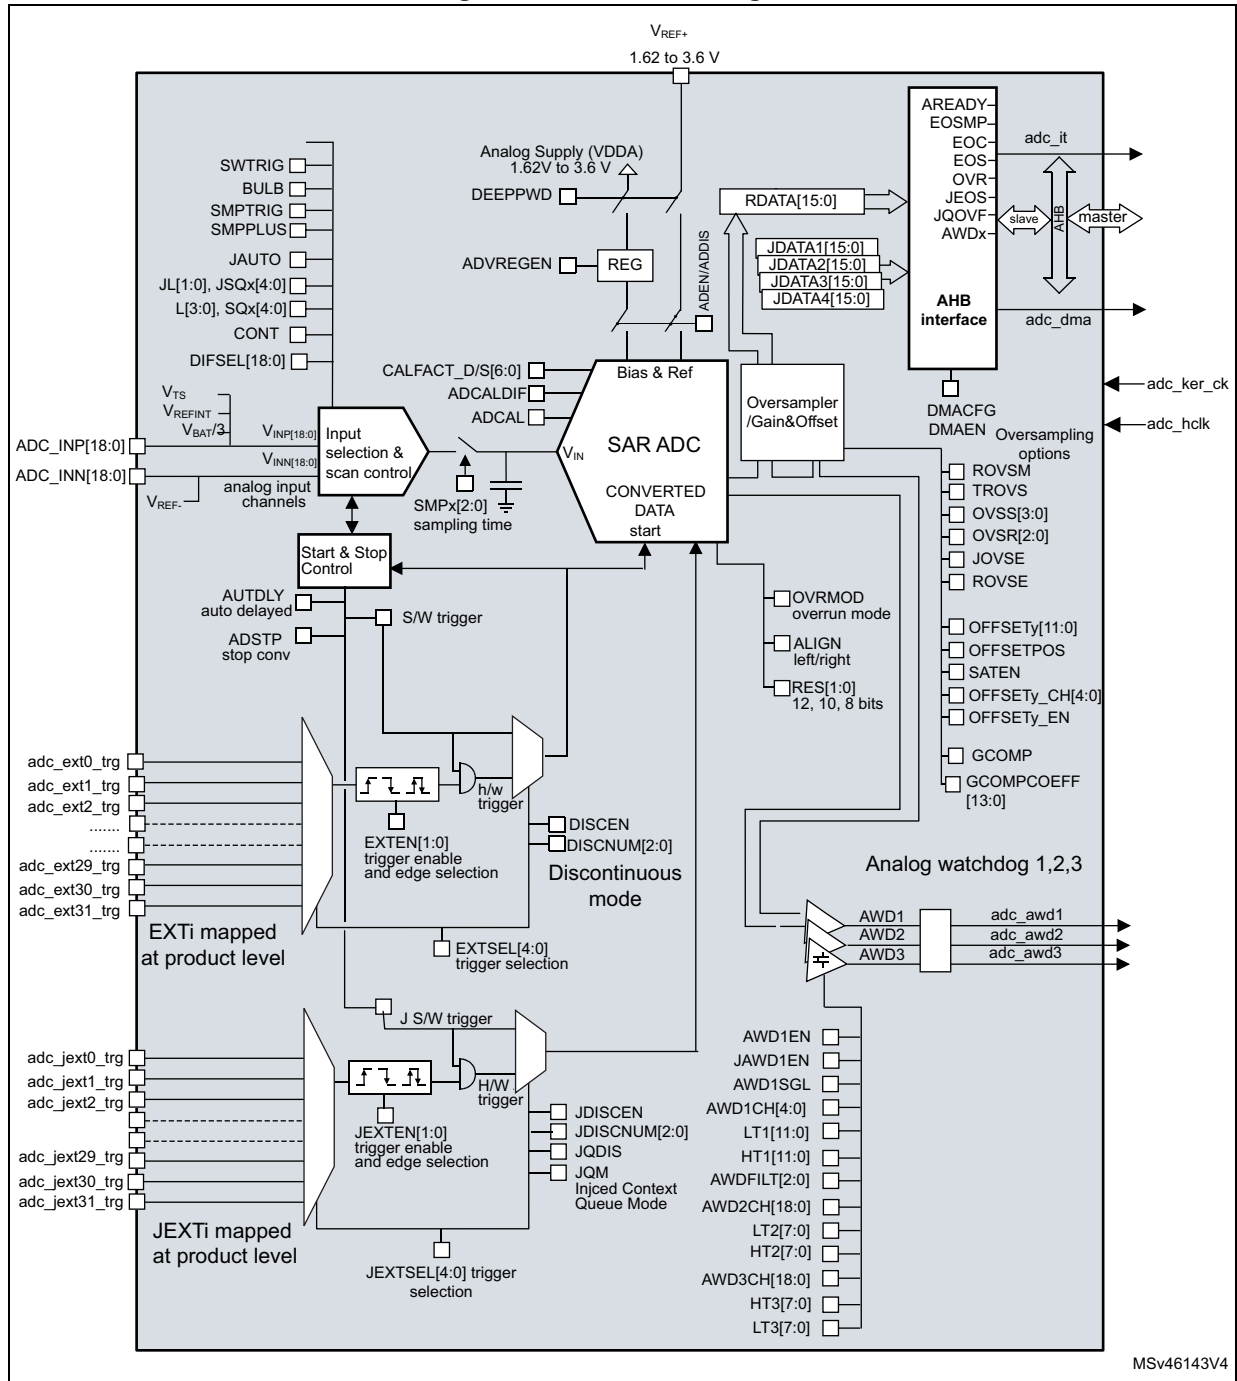 VREF+
1.62 to 3.6 V
AREADY
EOSMP
EOC
EOS
OVR
JEOS
JQOVF
AWDx
AHB
interface
adc_it
slave
AHB
master
adc_dma
DMACFG
DMAEN
Analog Supply (VDDA)
1.62V to 3.6 V
DEEPPWD
ADVREGEN
REG
ADEN/ADDIS
RDATA[15:0]
JDATA1[15:0]
JDATA2[15:0]
JDATA3[15:0]
JDATA4[15:0]
SWTRIG
BULB
SMPTRIG
SMPPLUS
JAUTO
JL[1:0], JSQx[4:0]
L[3:0], SQx[4:0]
CONT
DIFSEL[18:0]
CALFACT_D/S[6:0]
ADCALDIF
ADCAL
Bias & Ref
SAR ADC
VIN
CONVERTED
DATA
start
Oversampler
/Gain&Offset
adc_ker_ck
adc_hclk
VTS
VREFINT
VBAT/3
ADC_INP[18:0]
VINP[18:0]
ADC_INN[18:0]
VINN[18:0]
VREF-
analog input
channels
Input
selection &
scan control
SMPx[2:0]
sampling time
Start & Stop
Control
AUTDLY
auto delayed
ADSTP
stop conv
S/W trigger
OVRMOD
overrun mode
ALIGN
left/right
RES[1:0]
12, 10, 8 bits
Oversampling
options
ROVSM
TROVS
OVSS[3:0]
OVSR[2:0]
JOVSE
ROVSE
OFFSETy[11:0]
OFFSETPOS
SATEN
OFFSETy_CH[4:0]
OFFSETy_EN
GCOMP
GCOMPCOEFF
[13:0]
adc_ext0_trg
adc_ext1_trg
adc_ext2_trg
.......
.......
adc_ext29_trg
adc_ext30_trg
adc_ext31_trg
EXTi mapped
at product level
EXTEN[1:0]
trigger enable
and edge selection
h/w
trigger
DISCEN
DISCNUM[2:0]
Discontinuous
mode
EXTSEL[4:0]
trigger selection
Analog watchdog 1,2,3
AWD1
AWD2
AWD3
adc_awd1
adc_awd2
adc_awd3
J S/W trigger
adc_jext0_trg
adc_jext1_trg
adc_jext2_trg
adc_jext29_trg
adc_jext30_trg
adc_jext31_trg
JEXTi mapped
at product level
JEXTEN[1:0]
trigger enable
and edge selection
H/W
trigger
JDISCEN
JDISCNUM[2:0]
JQDIS
JQM
Injced Context
Queue Mode
JEXTSEL[4:0] trigger
selection
AWD1EN
JAWD1EN
AWD1SGL
AWD1CH[4:0]
LT1[11:0]
HT1[11:0]
AWDFILT[2:0]
AWD2CH[18:0]
LT2[7:0]
HT2[7:0]
AWD3CH[18:0]
HT3[7:0]
LT3[7:0]
MSv46143V4